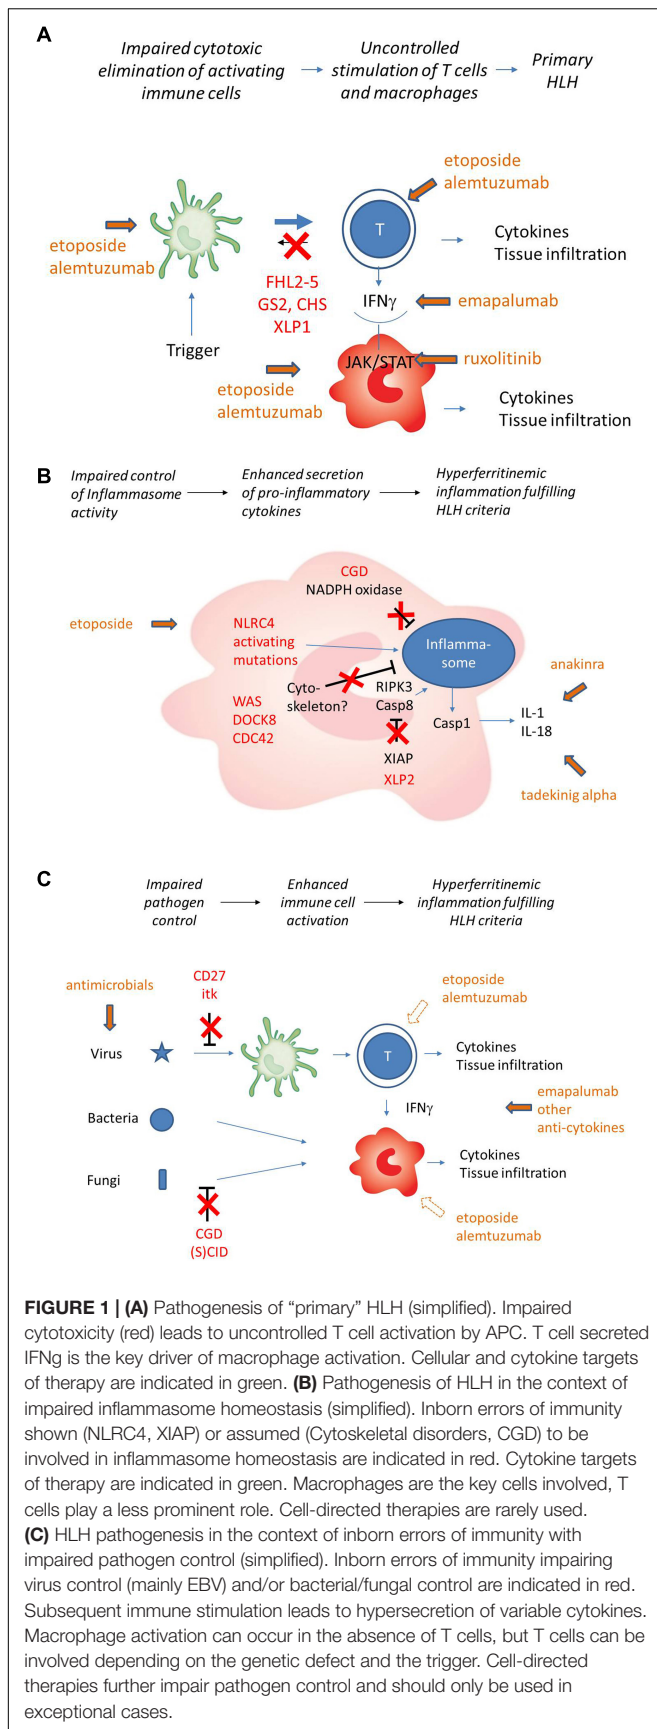 A
Impaired cytotoxic
elimination of activating
immune cells
Uncontrolled
stimulation of T cells
and macrophages
Primary
HLH
etoposide
alemtuzumab
T
etoposide
alemtuzumab
Cytokines
Tissue infiltration
FHL2-5
GS2, CHS
XLP1
IFNγ
emapalumab
Trigger
JAK/STAT
ruxolitinib
etoposide
alemtuzumab
Cytokines
Tissue infiltration
B
Impaired control
of Inflammasome
activity
Enhanced secretion
of pro-inflammatory
cytokines
Hyperferritinemic
inflammation fulfilling
HLH criteria
CGD
NADPH oxidase
etoposide
NLRC4
activating
mutations
Inflamma-
some
anakinra
WAS
DOCK8
CDC42
Cyto-
skeleton?
RIPK3
Casp8
Casp1
IL-1
IL-18
XIAP
XLP2
tadekinig alpha
C
Impaired
pathogen
control
Enhanced
immune cell
activation
Hyperferritinemic
inflammation fulfilling
HLH criteria
antimicrobials
CD27
itk
etoposide
alemtuzumab
Virus
T
Cytokines
Tissue infiltration
IFNγ
emapalumab
other
anti-cytokines
Bacteria
Fungi
Cytokines
Tissue infiltration
CGD
(S)CID
etoposide
alemtuzumab
FIGURE 1 | (A) Pathogenesis of “primary” HLH (simplified). Impaired
cytotoxicity (red) leads to uncontrolled T cell activation by APC. T cell secreted
IFNg is the key driver of macrophage activation. Cellular and cytokine targets
of therapy are indicated in green. (B) Pathogenesis of HLH in the context of
impaired inflammasome homeostasis (simplified). Inborn errors of immunity
shown (NLRC4, XIAP) or assumed (Cytoskeletal disorders, CGD) to be
involved in inflammasome homeostasis are indicated in red. Cytokine targets
of therapy are indicated in green. Macrophages are the key cells involved, T
cells play a less prominent role. Cell-directed therapies are rarely used.
(C) HLH pathogenesis in the context of inborn errors of immunity with
impaired pathogen control (simplified). Inborn errors of immunity impairing
virus control (mainly EBV) and/or bacterial/fungal control are indicated in red.
Subsequent immune stimulation leads to hypersecretion of variable cytokines.
Macrophage activation can occur in the absence of T cells, but T cells can be
involved depending on the genetic defect and the trigger. Cell-directed
therapies further impair pathogen control and should only be used in
exceptional cases.